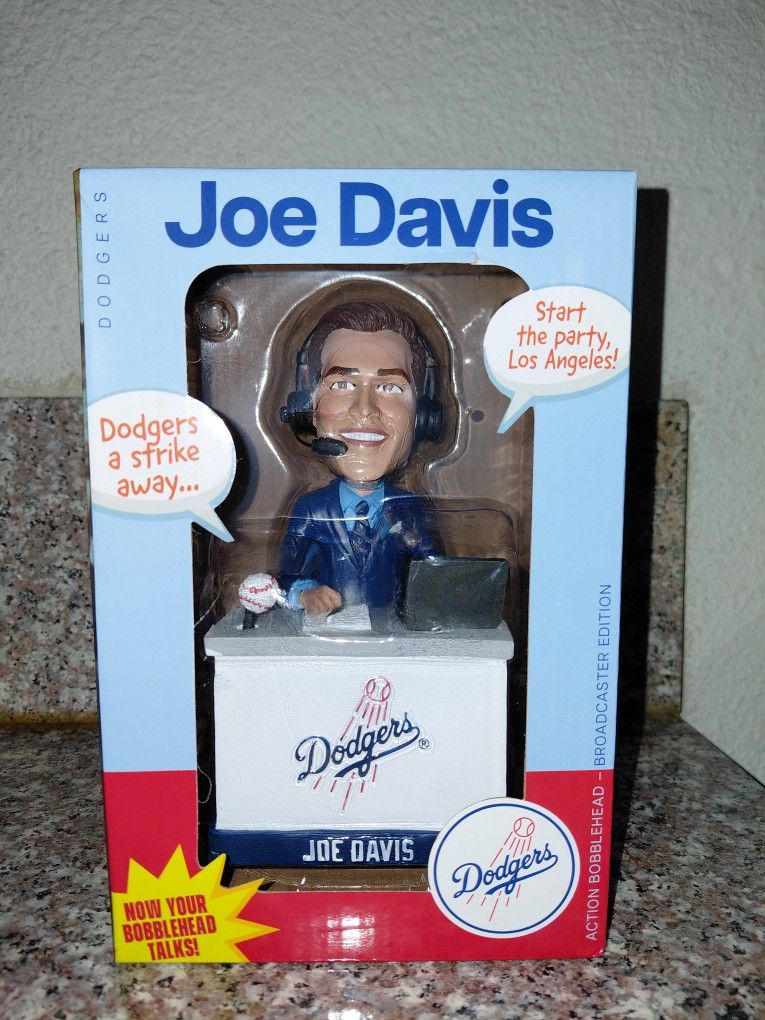 Joe Davis
DODGERS
Start
the party,
Los Angeles!
Dodgers
a strike
away...
Dodgers®
JOE DAVIS
Dodgers
NOW YOUR
BOBBLEHEAD
TALKS!
ACTION BOBBLEHEAD – BROADCASTER EDITION